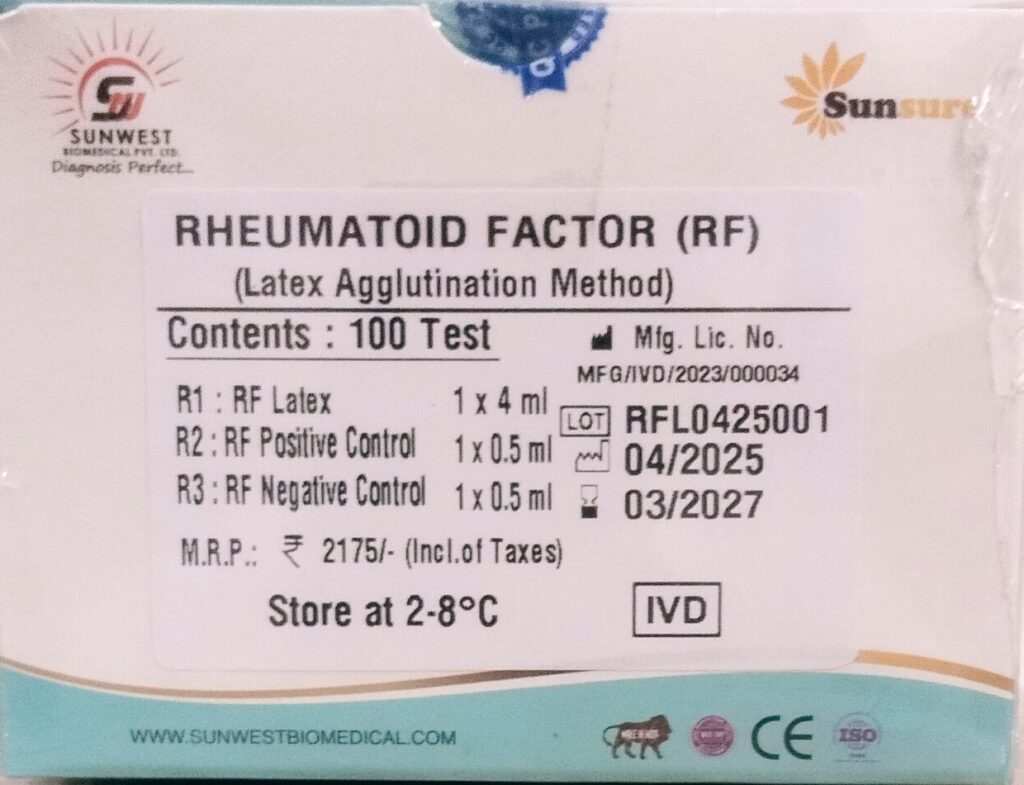 SUNWEST
BIOMEDICAL PVT. LTD.
Diagnosis Perfect...
QC P
Sunsure
RHEUMATOID FACTOR (RF)
(Latex Agglutination Method)
Contents : 100 Test
R1 : RF Latex 1 x 4 ml
R2 : RF Positive Control 1 x 0.5 ml
R3 : RF Negative Control 1 x 0.5 ml
Mfg. Lic. No.
MFG/IVD/2023/000034
LOT RFL0425001
04/2025
03/2027
M.R.P.: ₹ 2175/- (Incl.of Taxes)
Store at 2-8°C
IVD
WWW.SUNWESTBIOMEDICAL.COM
CE
ISO